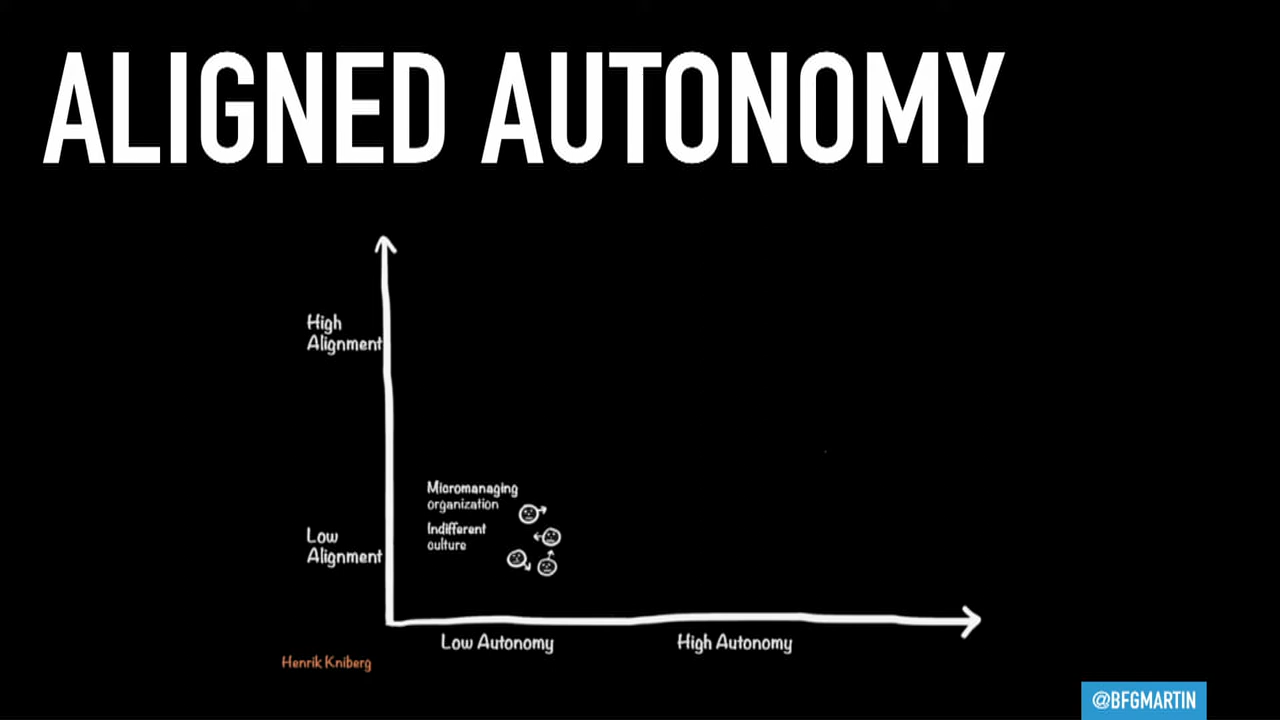 ALIGNED AUTONOMY
High
Alignment
Micromanaging
organization
Indifferent
culture
Low
Alignment
Low Autonomy
High Autonomy
Henrik Kniberg
@BFGMARTIN